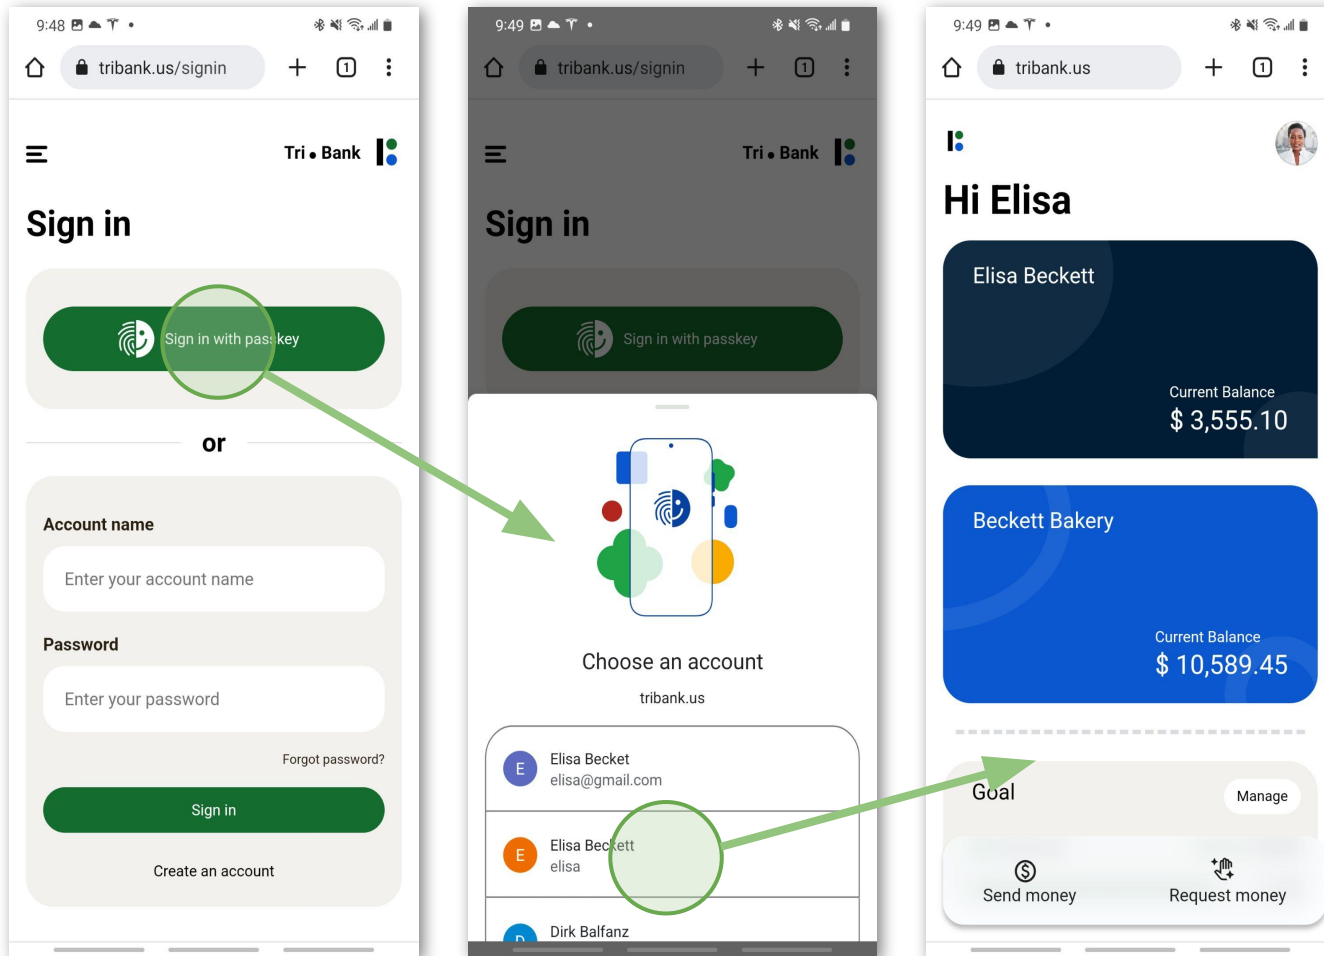 9:48
tribank.us/signin
1
Tri • Bank
Sign in
Sign in with passkey
or
Account name
Enter your account name
Password
Enter your password
Forgot password?
Sign in
Create an account
9:49
tribank.us/signin
1
Tri • Bank
Sign in
Sign in with passkey
Choose an account
tribank.us
E
Elisa Becket
elisa@gmail.com
E
Elisa Beckett
elisa
D
Dirk Balfanz
9:49
tribank.us
1
Hi Elisa
Elisa Beckett
Current Balance
$ 3,555.10
Beckett Bakery
Current Balance
$ 10,589.45
Goal
Manage
Send money
Request money